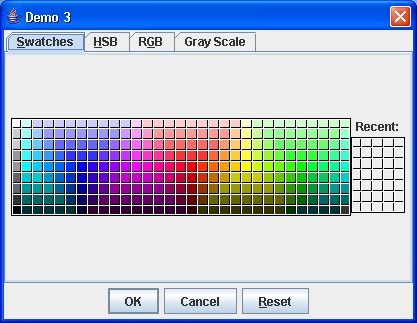 Demo 3
Swatches HSB RGB Gray Scale
Recent:
OK Cancel Reset